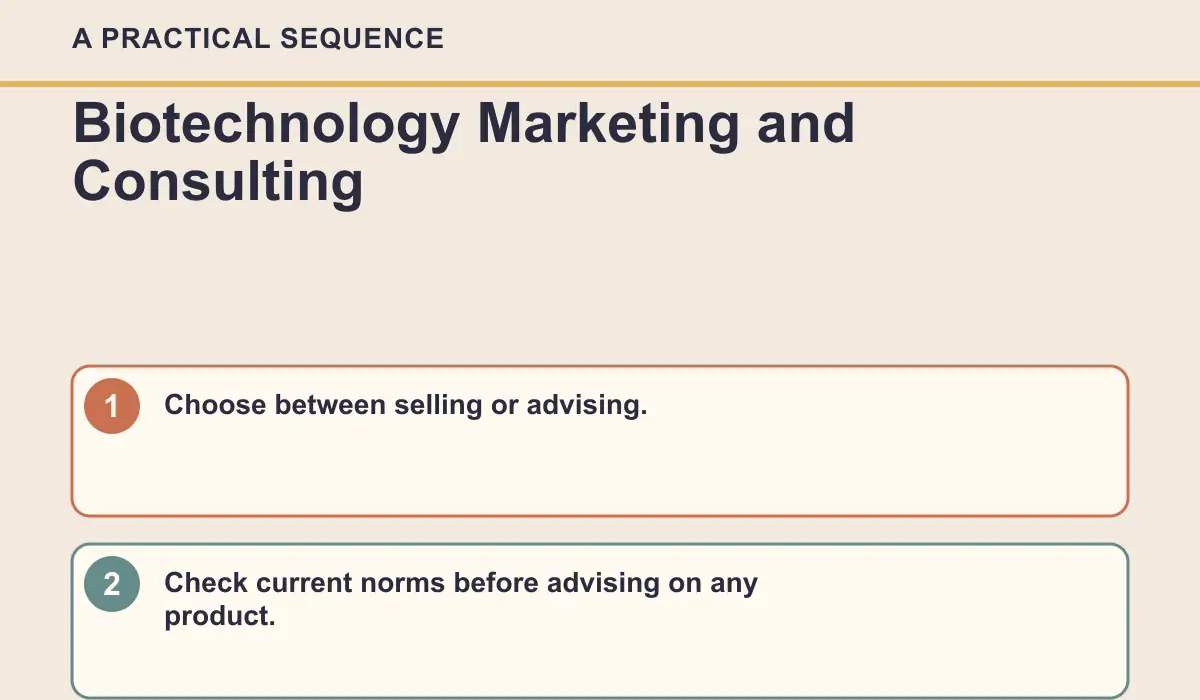 A PRACTICAL SEQUENCE
Biotechnology Marketing and
Consulting
1
Choose between selling or advising.
2
Check current norms before advising on any
product.